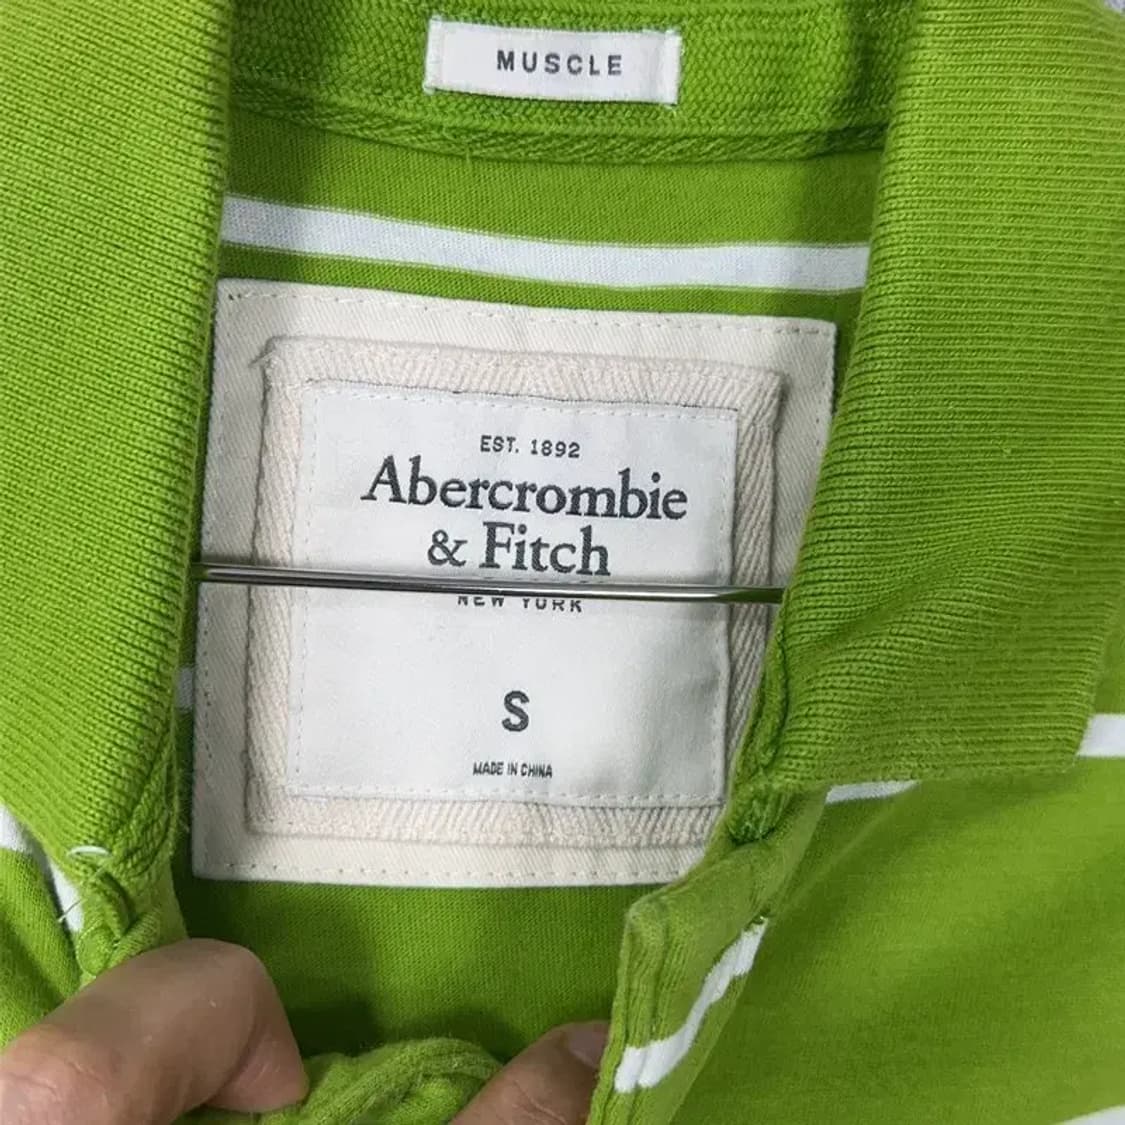 MUSCLE
EST. 1892
Abercrombie
& Fitch
NEW YORK
S
MADE IN CHINA